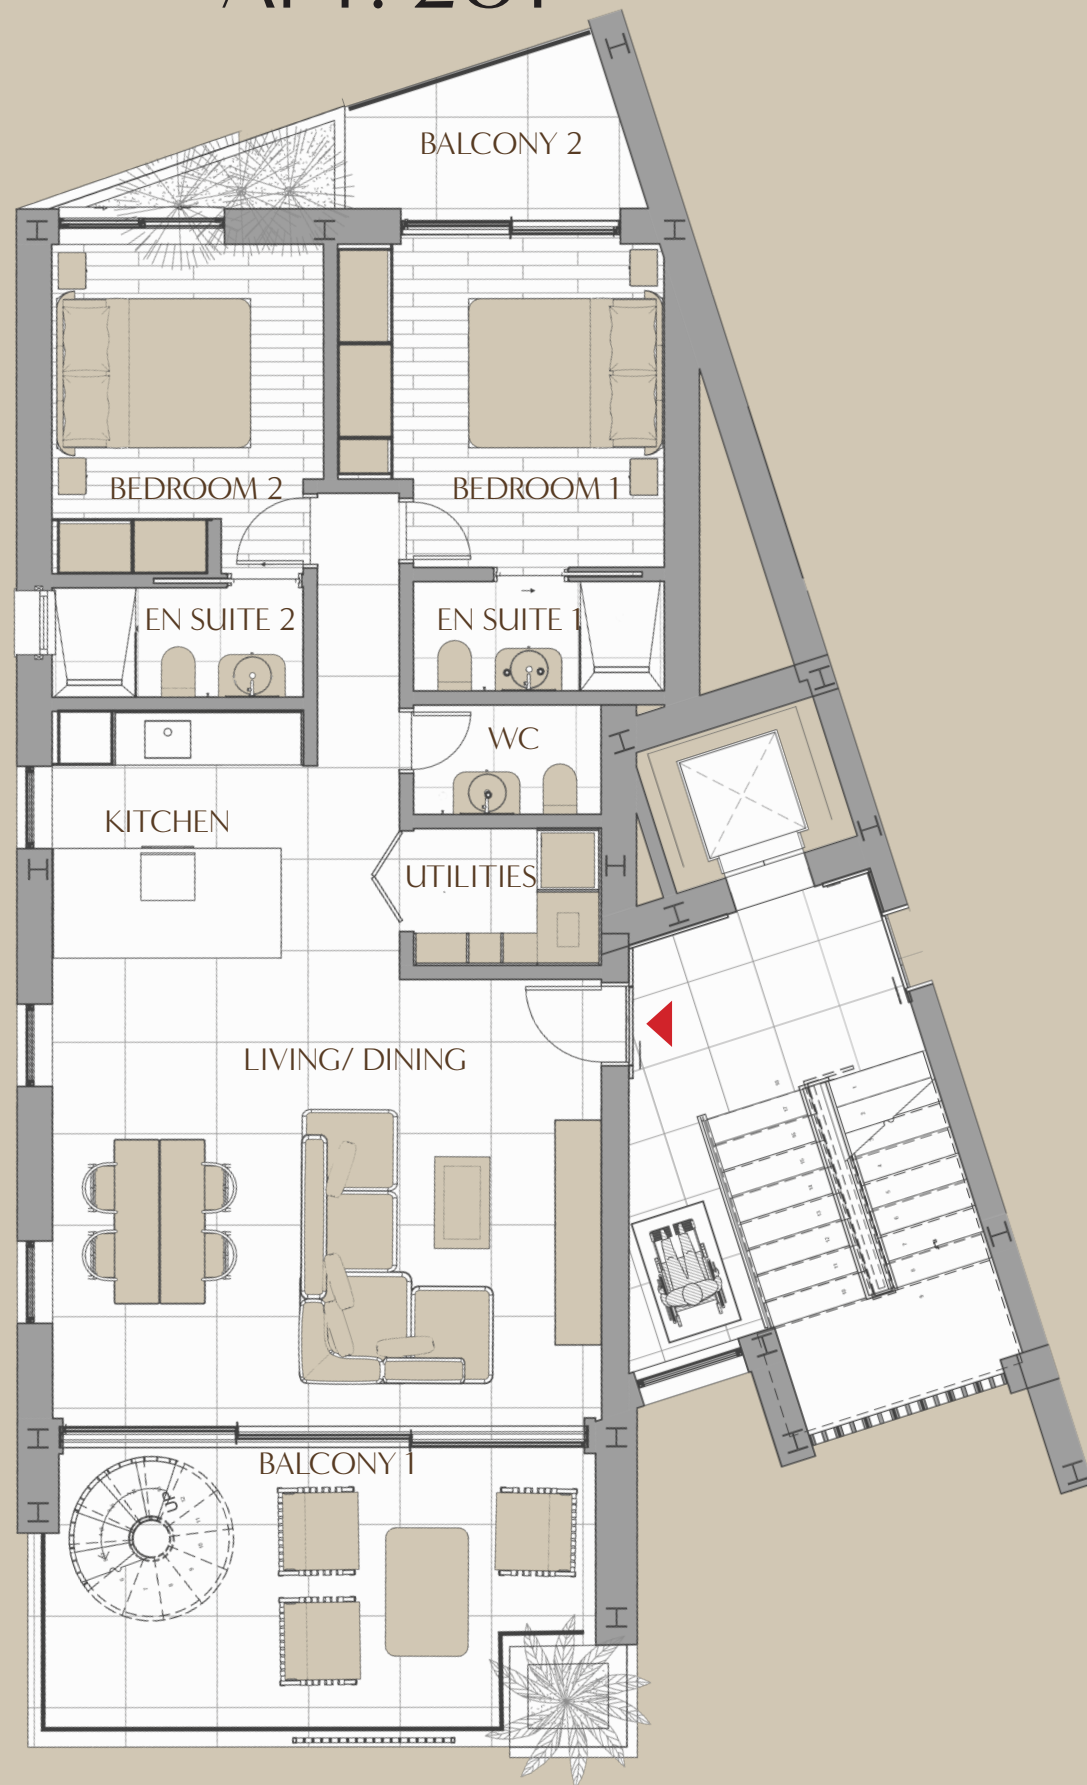 BALCONY 2
BEDROOM 2
BEDROOM 1
EN SUITE 2
EN SUITE 1
WC
KITCHEN
UTILITIES
LIVING/ DINING
BALCONY 1
UP